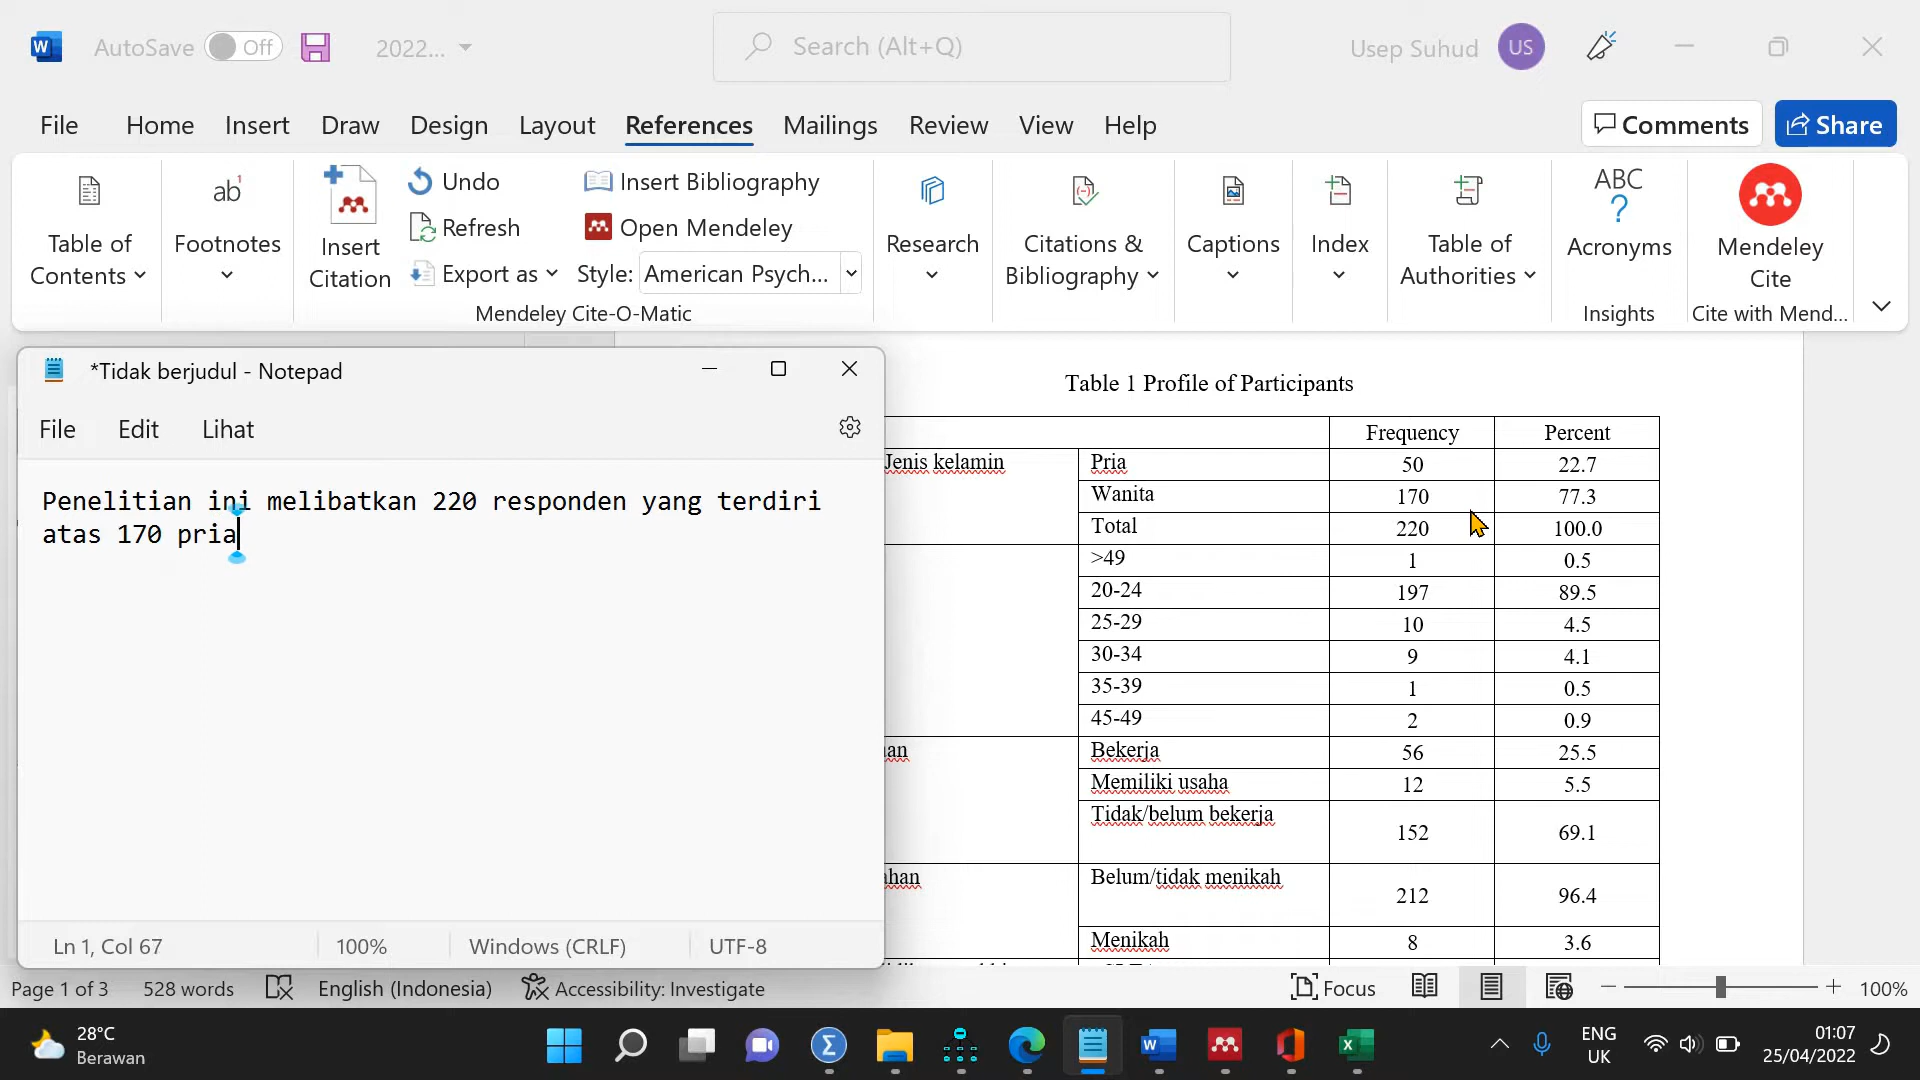 AutoSave Off 2022... Search (Alt+Q) Usep Suhud US
File Home Insert Draw Design Layout References Mailings Review View Help Comments Share
Table of Contents
Footnotes
Insert Citation
Undo
Refresh
Export as
Insert Bibliography
Open Mendeley
Style: American Psych...
Mendeley Cite-O-Matic
Research
Citations & Bibliography
Captions
Index
Table of Authorities
ABC
Acronyms
Insights
Mendeley Cite
Cite with Mend...
*Tidak berjudul - Notepad
File Edit Lihat
Penelitian ini melibatkan 220 responden yang terdiri
atas 170 pria
Ln 1, Col 67 100% Windows (CRLF) UTF-8
Table 1 Profile of Participants
Frequency Percent
Jenis kelamin Pria 50 22.7
Wanita 170 77.3
Total 220 100.0
>49 1 0.5
20-24 197 89.5
25-29 10 4.5
30-34 9 4.1
35-39 1 0.5
45-49 2 0.9
Bekerja 56 25.5
Memiliki usaha 12 5.5
Tidak/belum bekerja 152 69.1
Belum/tidak menikah 212 96.4
Menikah 8 3.6
Page 1 of 3 528 words English (Indonesia) Accessibility: Investigate Focus 100%
28°C
Berawan
ENG
UK
01:07
25/04/2022